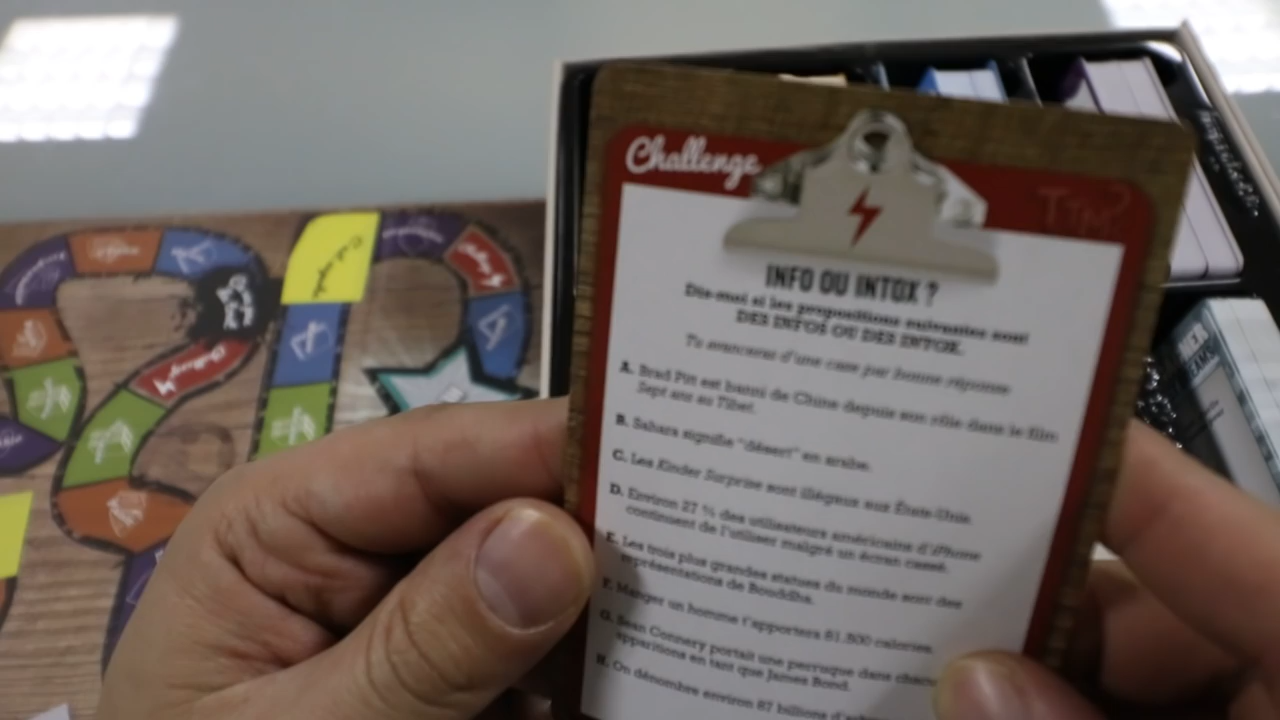 Challenge
TTM?
INFO OU INTOX ?
Dis-moi si les propositions suivantes sont
DES INFOS OU DES INTOX.
Tu avanceras d'une case par bonne réponse
A. Brad Pitt est banni de Chine depuis son rôle dans le film
Sept ans au Tibet.
B. Sahara signifie "désert" en arabe.
C. Les Kinder Surprise sont illégaux aux États-Unis.
D. Environ 27 % des utilisateurs américains d'iPhone
continuent de l'utiliser malgré un écran cassé.
E. Les trois plus grandes statues du monde sont des
représentations de Bouddha.
F. Manger un homme t'apportera 81.500 calories.
G. Sean Connery portait une perruque dans
apparitions en tant que James Bond.
H. On dénombre environ 87 billions
Challenge